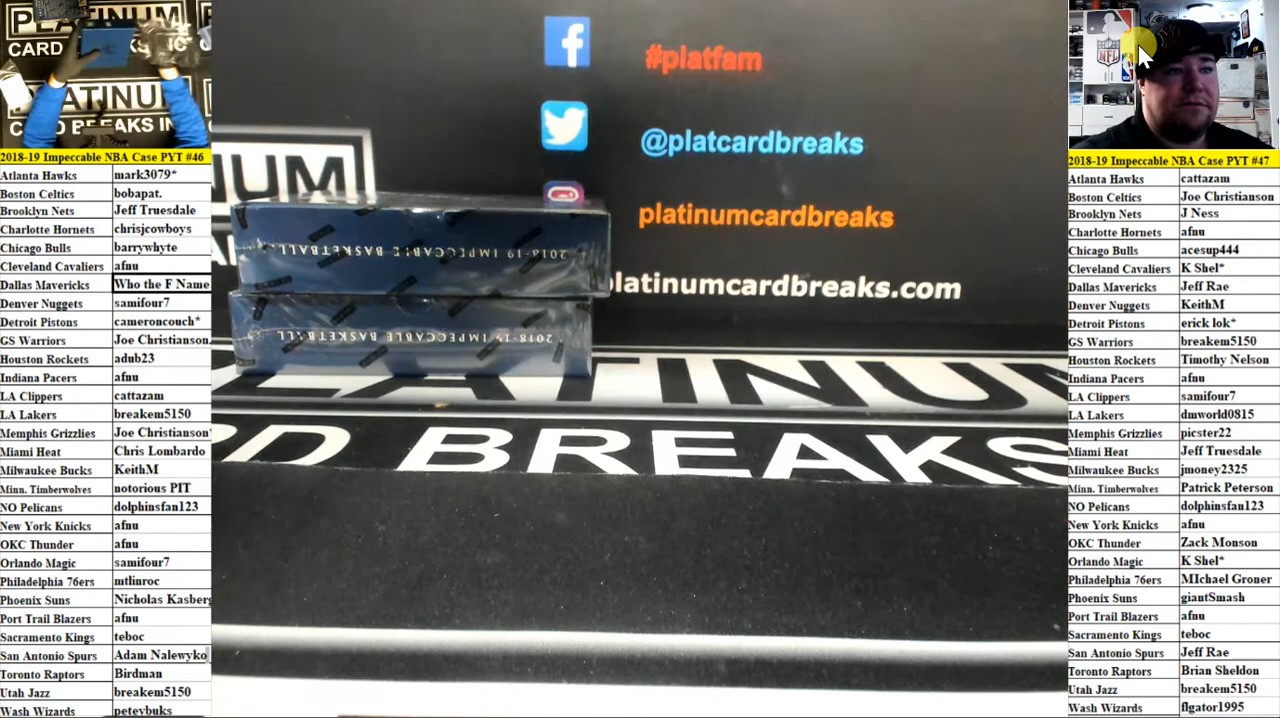 PLATINUM
CARD BREAKS INC
PLATINUM
CARD BREAKS INC
2018-19 Impeccable NBA Case PYT #46
Atlanta Hawks mark3079*
Boston Celtics bobapat.
Brooklyn Nets Jeff Truesdale
Charlotte Hornets chrisjcowboys
Chicago Bulls barrywhyte
Cleveland Cavaliers afnu
Dallas Mavericks Who the F Name
Denver Nuggets samifour7
Detroit Pistons cameroncouch*
GS Warriors Joe Christianson
Houston Rockets adub23
Indiana Pacers afnu
LA Clippers cattazam
LA Lakers breakem5150
Memphis Grizzlies Joe Christianson
Miami Heat Chris Lombardo
Milwaukee Bucks KeithM
Minn. Timberwolves notorious PIT
NO Pelicans dolphinsfan123
New York Knicks afnu
OKC Thunder afnu
Orlando Magic samifour7
Philadelphia 76ers mtlinroc
Phoenix Suns Nicholas Kasberg
Port Trail Blazers afnu
Sacramento Kings teboc
San Antonio Spurs Adam Nalewyko
Toronto Raptors Birdman
Utah Jazz breakem5150
Wash Wizards peteybuks
#platfam
@platcardbreaks
platinumcardbreaks
platinumcardbreaks.com
NUM
2018-19 IMPECCABLE BASKETBALL
2018-19 IMPECCABLE BASKETBALL
PLATINUM
RD BREAKS
NFL
2018-19 Impeccable NBA Case PYT #47
Atlanta Hawks cattazam
Boston Celtics Joe Christianson
Brooklyn Nets J Ness
Charlotte Hornets afnu
Chicago Bulls acesup444
Cleveland Cavaliers K Shel*
Dallas Mavericks Jeff Rae
Denver Nuggets KeithM
Detroit Pistons erick lok*
GS Warriors breakem5150
Houston Rockets Timothy Nelson
Indiana Pacers afnu
LA Clippers samifour7
LA Lakers dmworld0815
Memphis Grizzlies picster22
Miami Heat Jeff Truesdale
Milwaukee Bucks jmoney2325
Minn. Timberwolves Patrick Peterson
NO Pelicans dolphinsfan123
New York Knicks afnu
OKC Thunder Zack Monson
Orlando Magic K Shel*
Philadelphia 76ers MIchael Groner
Phoenix Suns giantSmash
Port Trail Blazers afnu
Sacramento Kings teboc
San Antonio Spurs Jeff Rae
Toronto Raptors Brian Sheldon
Utah Jazz breakem5150
Wash Wizards flgator1995